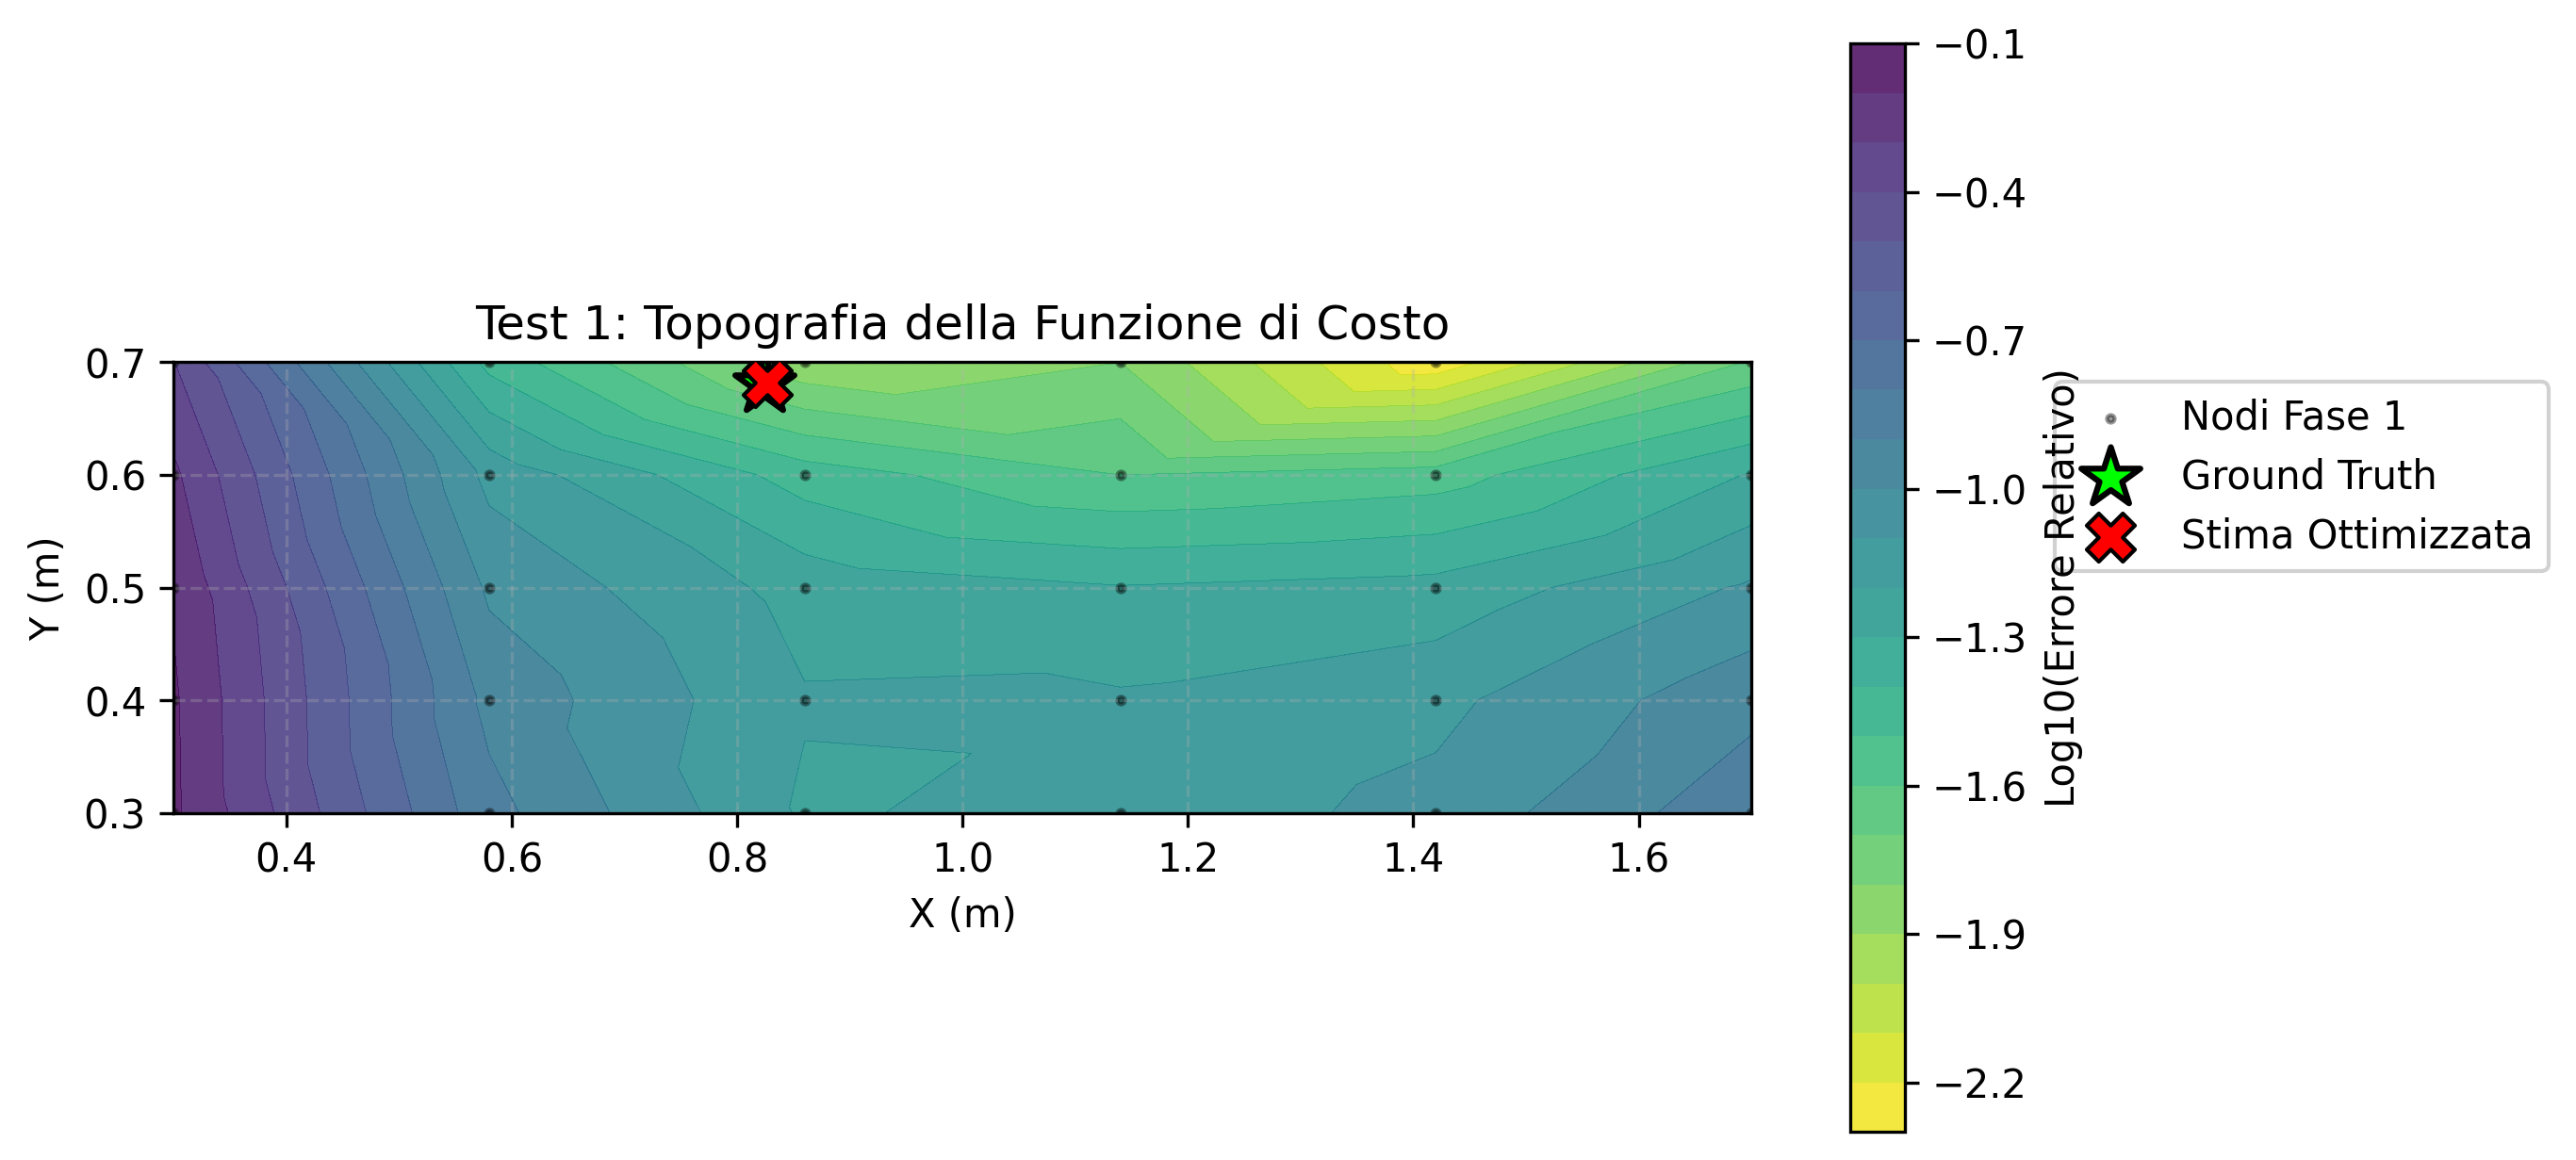 Test 1: Topografia della Funzione di Costo
0.7
0.6
0.5
0.4
0.3
Y (m)
0.4
0.6
0.8
1.0
1.2
1.4
1.6
X (m)
−0.1
−0.4
−0.7
−1.0
−1.3
−1.6
−1.9
−2.2
Log10(Errore Relativo)
Nodi Fase 1
Ground Truth
Stima Ottimizzata